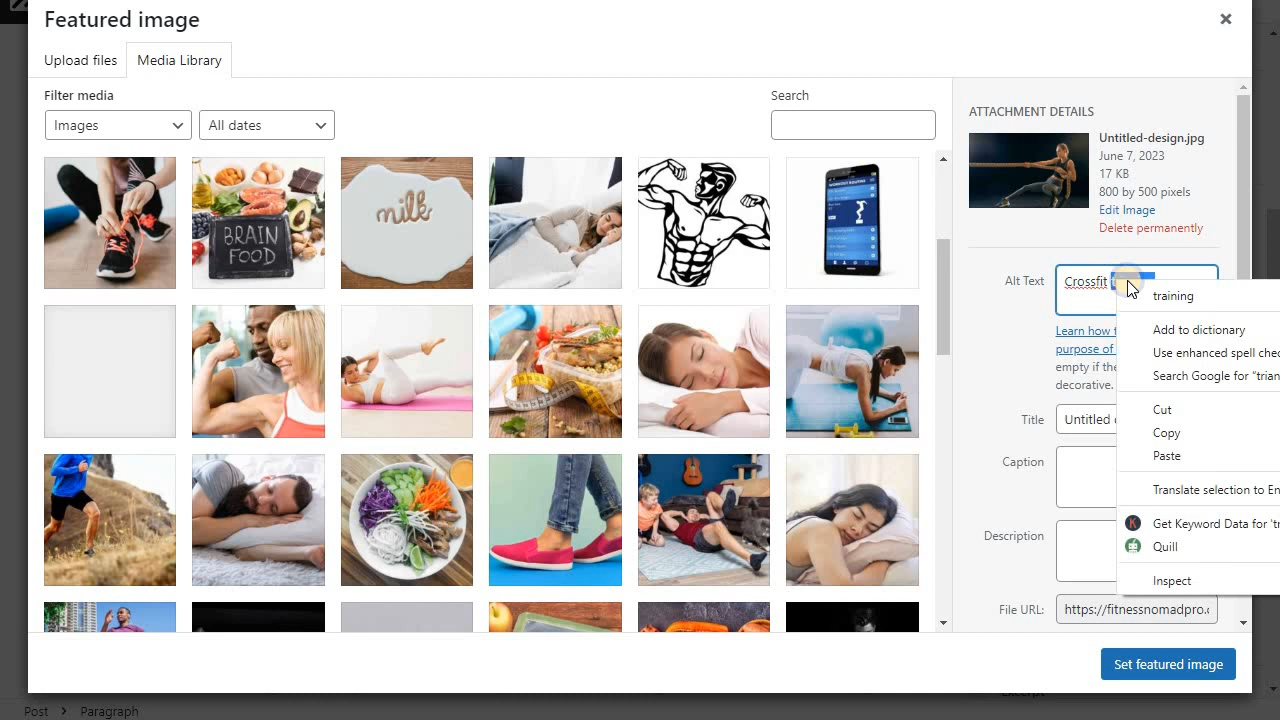 Featured image
Upload files
Media Library
Filter media
Images
All dates
Search
BRAIN
FOOD
milk
ATTACHMENT DETAILS
Untitled-design.jpg
June 7, 2023
17 KB
800 by 500 pixels
Edit Image
Delete permanently
Alt Text
Crossfit
Learn how
purpose of
empty if the
decorative.
Title
Untitled
Caption
Description
File URL:
https://fitnessnomadpro.
training
Add to dictionary
Use enhanced spell chec
Search Google for "trian
Cut
Copy
Paste
Translate selection to En
Get Keyword Data for 't
Quill
Inspect
Set featured image
Post
Paragraph